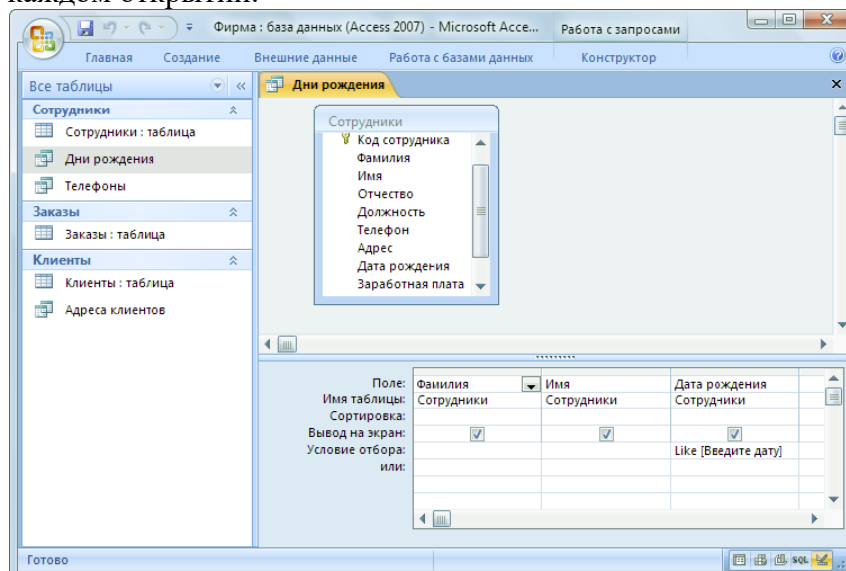 каждом открытии.
Фирма : база данных (Access 2007) - Microsoft Acce...
Работа с запросами
Главная Создание Внешние данные Работа с базами данных Конструктор
Все таблицы
Дни рождения
Сотрудники
Сотрудники : таблица
Дни рождения
Телефоны
Заказы
Заказы : таблица
Клиенты
Клиенты : таблица
Адреса клиентов
Сотрудники
Код сотрудника
Фамилия
Имя
Отчество
Должность
Телефон
Адрес
Дата рождения
Заработная плата
Поле: Фамилия Имя Дата рождения
Имя таблицы: Сотрудники Сотрудники Сотрудники
Сортировка:
Вывод на экран:
Условие отбора: Like [Введите дату]
или:
Готово
SQL